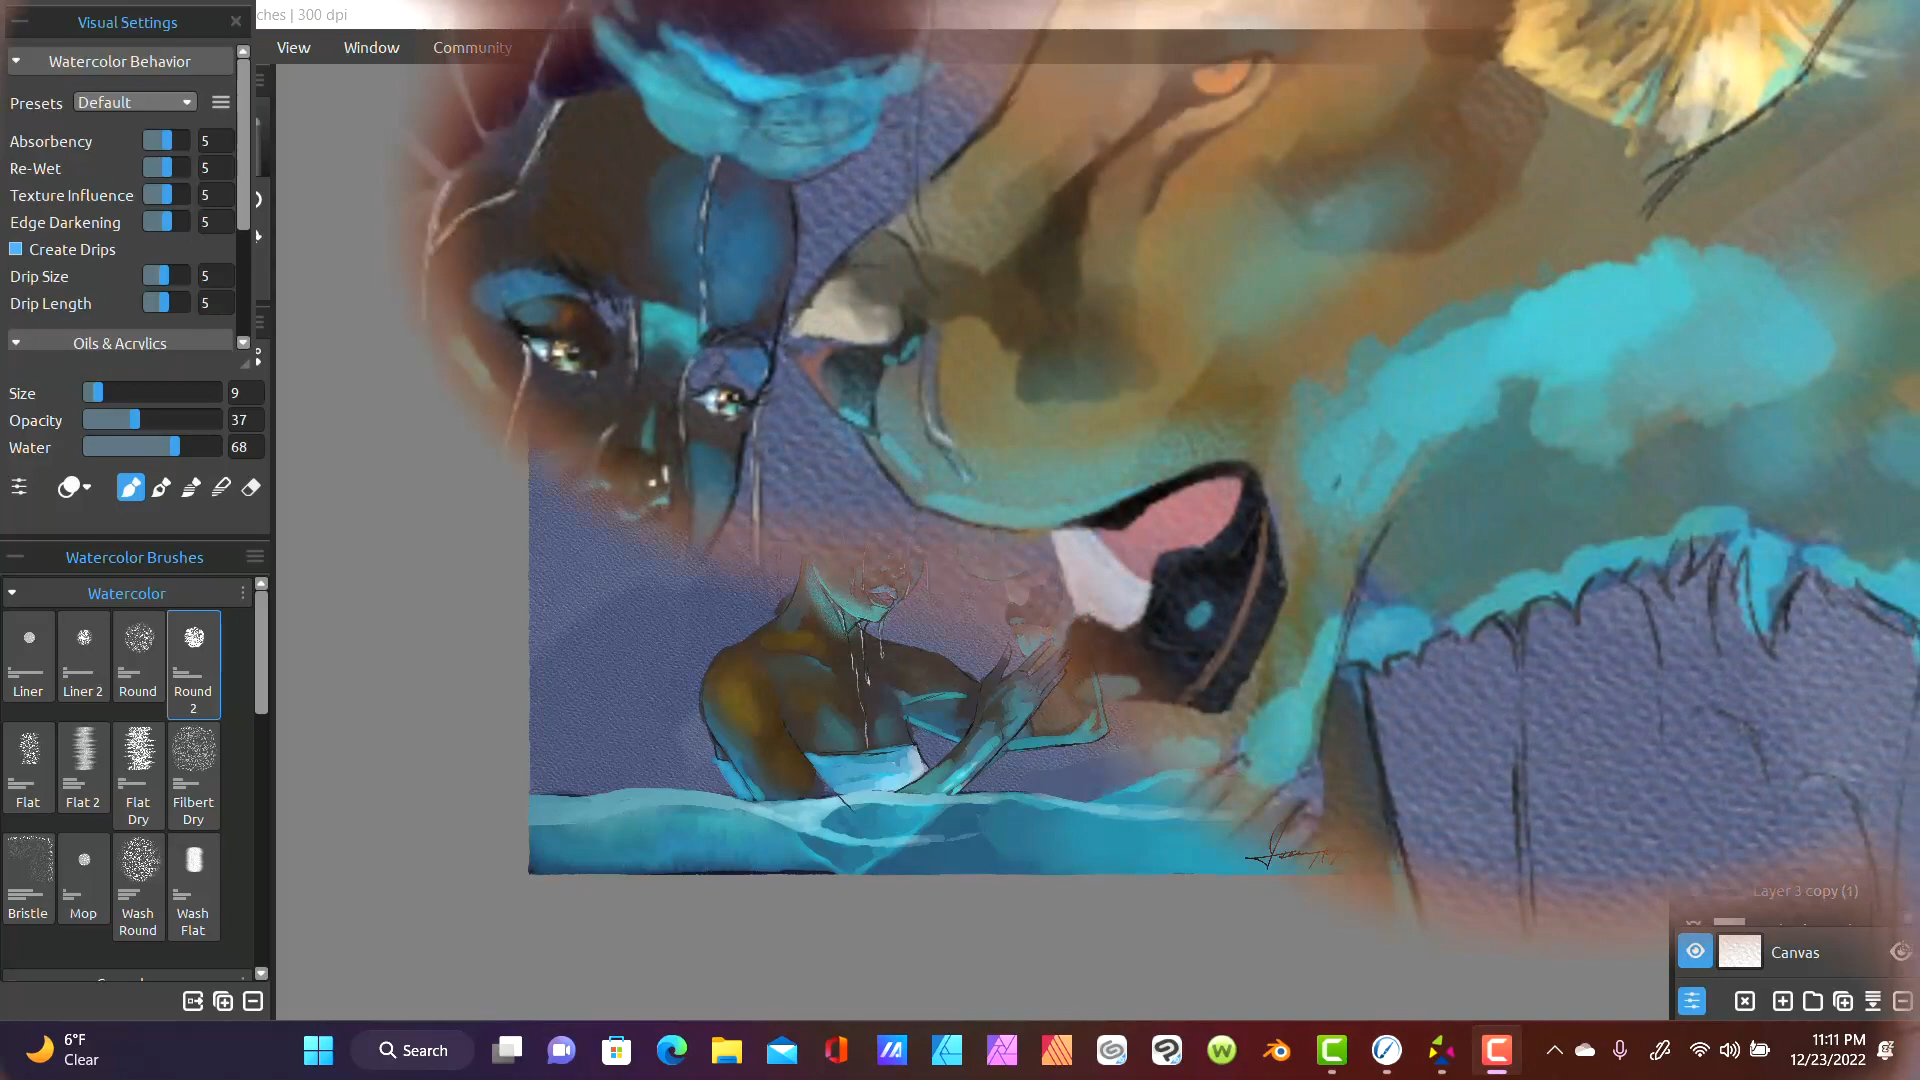 Visual Settings
ches | 300 dpi
View Window Community
Watercolor Behavior
Presets Default
Absorbency 5
Re-Wet 5
Texture Influence 5
Edge Darkening 5
Create Drips
Drip Size 5
Drip Length 5
Oils & Acrylics
Size 9
Opacity 37
Water 68
Watercolor Brushes
Watercolor
Liner Liner 2 Round Round 2
Flat Flat 2 Flat Dry Filbert Dry
Bristle Mop Wash Round Wash Flat
Layer 3 copy (1)
Canvas
6°F
Clear
Search
11:11 PM
12/23/2022